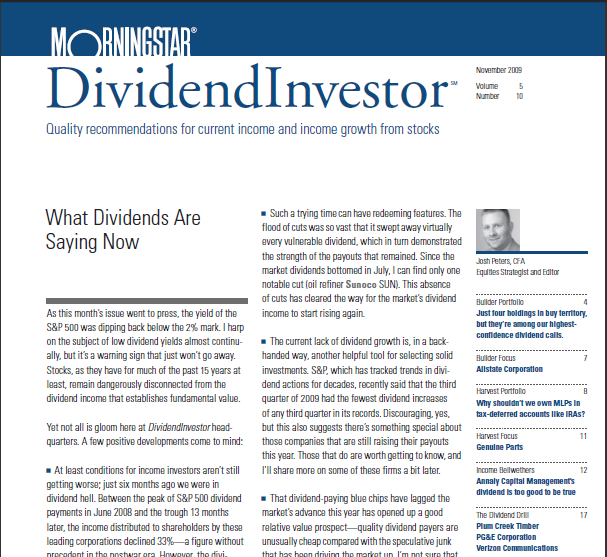 MORNINGSTAR®
DividendInvestor℠
Quality recommendations for current income and income growth from stocks
November 2009
Volume 5
Number 10
What Dividends Are
Saying Now
As this month's issue went to press, the yield of the
S&P 500 was dipping back below the 2% mark. I harp
on the subject of low dividend yields almost continu-
ally, but it's a warning sign that just won't go away.
Stocks, as they have for much of the past 15 years at
least, remain dangerously disconnected from the
dividend income that establishes fundamental value.
Yet not all is gloom here at DividendInvestor head-
quarters. A few positive developments come to mind:
■ At least conditions for income investors aren't still
getting worse; just six months ago we were in
dividend hell. Between the peak of S&P 500 dividend
payments in June 2008 and the trough 13 months
later, the income distributed to shareholders by these
leading corporations declined 33%—a figure without
precedent in the postwar era. However, the divi-
■ Such a trying time can have redeeming features. The
flood of cuts was so vast that it swept away virtually
every vulnerable dividend, which in turn demonstrated
the strength of the payouts that remained. Since the
market dividends bottomed in July, I can find only one
notable cut (oil refiner Sunoco SUN). This absence
of cuts has cleared the way for the market's dividend
income to start rising again.
■ The current lack of dividend growth is, in a back-
handed way, another helpful tool for selecting solid
investments. S&P, which has tracked trends in divi-
dend actions for decades, recently said that the third
quarter of 2009 had the fewest dividend increases
of any third quarter in its records. Discouraging, yes,
but this also suggests there's something special about
those companies that are still raising their payouts
this year. Those that do are worth getting to know, and
I'll share more on some of these firms a bit later.
■ That dividend-paying blue chips have lagged the
market's advance this year has opened up a good
relative value prospect—quality dividend payers are
unusually cheap compared with the speculative junk
that has been driving the market up. I'm not sure that
Josh Peters, CFA
Equities Strategist and Editor
Builder Portfolio 4
Just four holdings in buy territory,
but they're among our highest-
confidence dividend calls.
Builder Focus 7
Allstate Corporation
Harvest Portfolio 8
Why shouldn't we own MLPs in
tax-deferred accounts like IRAs?
Harvest Focus 11
Genuine Parts
Income Bellwethers 12
Annaly Capital Management's
dividend is too good to be true
The Dividend Drill 17
Plum Creek Timber
PG&E Corporation
Verizon Communications